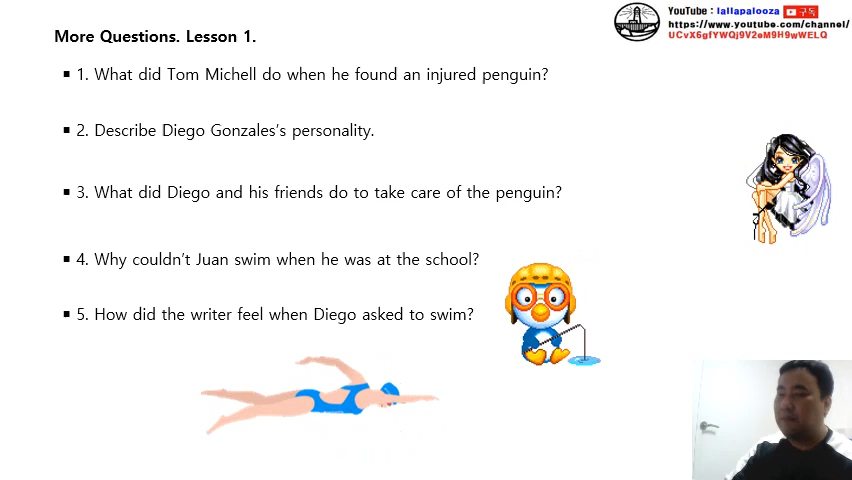 YouTube : lallapalooza 구독
https://www.youtube.com/channel/
UCvX6gfYWQj9V2eM9H9wWELQ
More Questions. Lesson 1.
▪ 1. What did Tom Michell do when he found an injured penguin?
▪ 2. Describe Diego Gonzales's personality.
▪ 3. What did Diego and his friends do to take care of the penguin?
▪ 4. Why couldn't Juan swim when he was at the school?
▪ 5. How did the writer feel when Diego asked to swim?